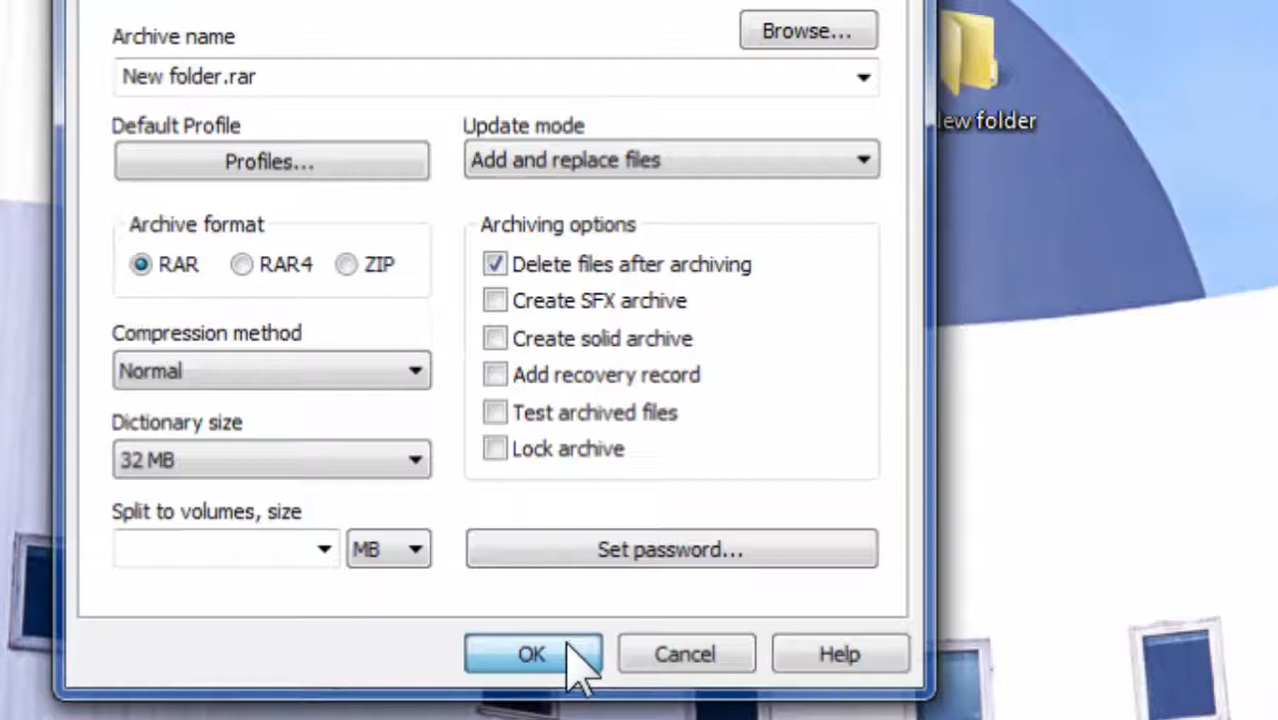 Archive name
Browse...
New folder.rar
Default Profile
Update mode
Profiles...
Add and replace files
Archive format
Archiving options
RAR
RAR4
ZIP
Delete files after archiving
Create SFX archive
Compression method
Create solid archive
Normal
Add recovery record
Dictionary size
Test archived files
32 MB
Lock archive
Split to volumes, size
MB
Set password...
OK
Cancel
Help
ew folder